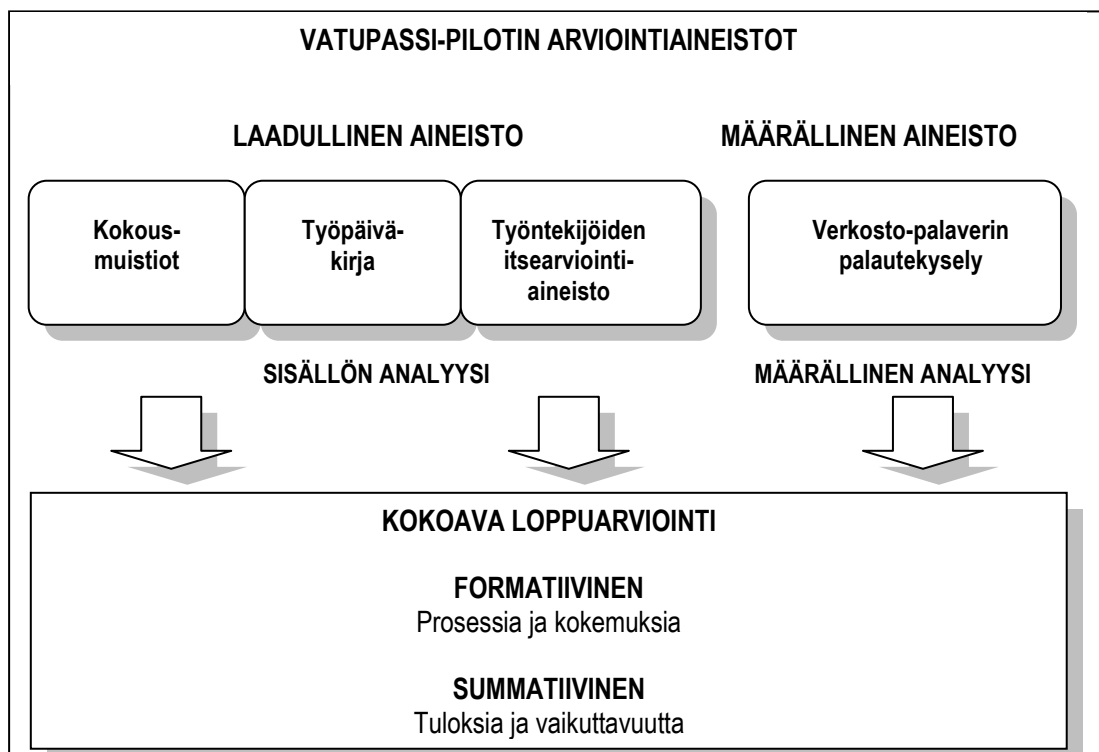 VATUPASSI-PILOTIN ARVIOINTIAINEISTOT
LAADULLINEN AINEISTO
MÄÄRÄLLINEN AINEISTO
Kokous-
muistiot
Työpäivä-
kirja
Työntekijöiden
itsearviointi-
aineisto
Verkosto-palaverin
palautekysely
SISÄLLÖN ANALYYSI
MÄÄRÄLLINEN ANALYYSI
KOKOAVA LOPPUARVIOINTI
FORMATIIVINEN
Prosessia ja kokemuksia
SUMMATIIVINEN
Tuloksia ja vaikuttavuutta